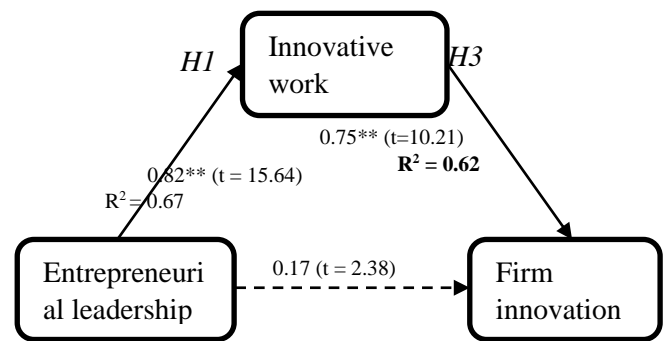 Innovative
work
H1
H3
0.75** (t=10.21)
R² = 0.62
0.82** (t = 15.64)
R² = 0.67
Entrepreneuri
al leadership
0.17 (t = 2.38)
Firm
innovation